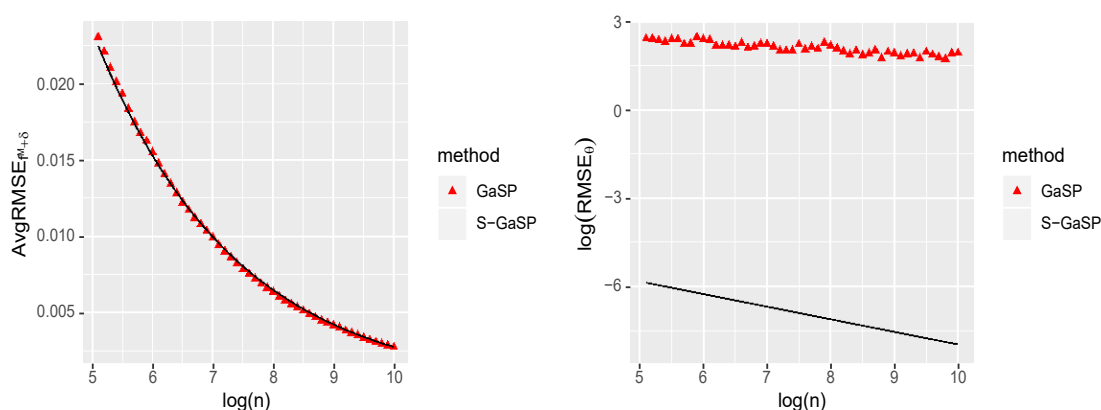 AvgRMSE_fᴹ+δ
0.020
0.015
0.010
0.005
5 6 7 8 9 10
log(n)
method
GaSP
S−GaSP
log(RMSE_θ)
3
0
−3
−6
5 6 7 8 9 10
log(n)
method
GaSP
S−GaSP